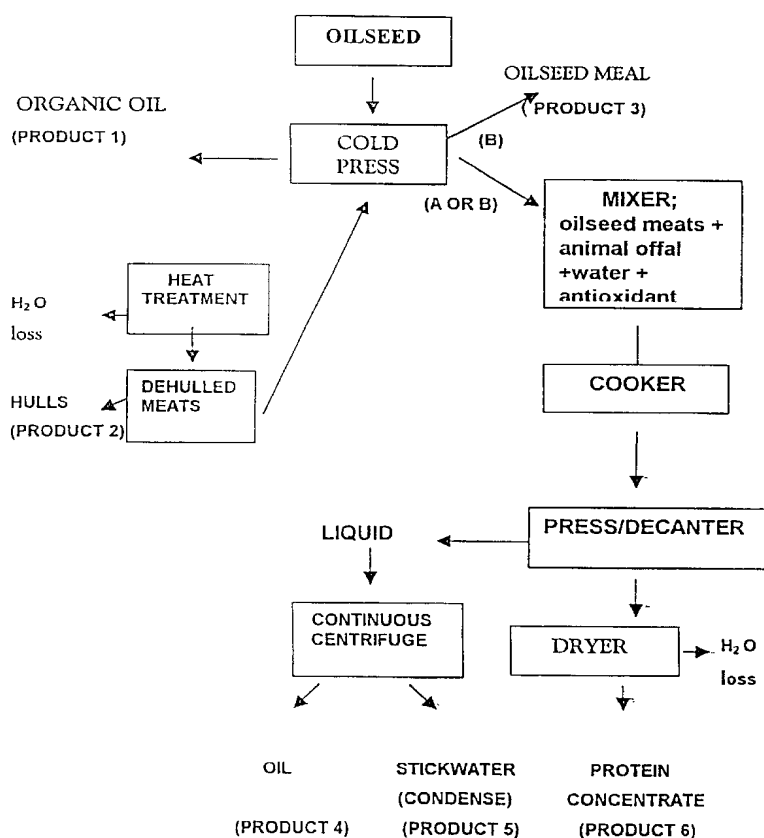 OILSEED
OILSEED MEAL
( PRODUCT 3)
ORGANIC OIL
(PRODUCT 1)
COLD
PRESS
(B)
(A OR B)
MIXER;
oilseed meats +
animal offal
+water +
antioxidant
HEAT
TREATMENT
H₂O
loss
DEHULLED
MEATS
HULLS
(PRODUCT 2)
COOKER
PRESS/DECANTER
LIQUID
CONTINUOUS
CENTRIFUGE
DRYER
H₂O
loss
OIL
(PRODUCT 4)
STICKWATER
(CONDENSE)
(PRODUCT 5)
PROTEIN
CONCENTRATE
(PRODUCT 6)